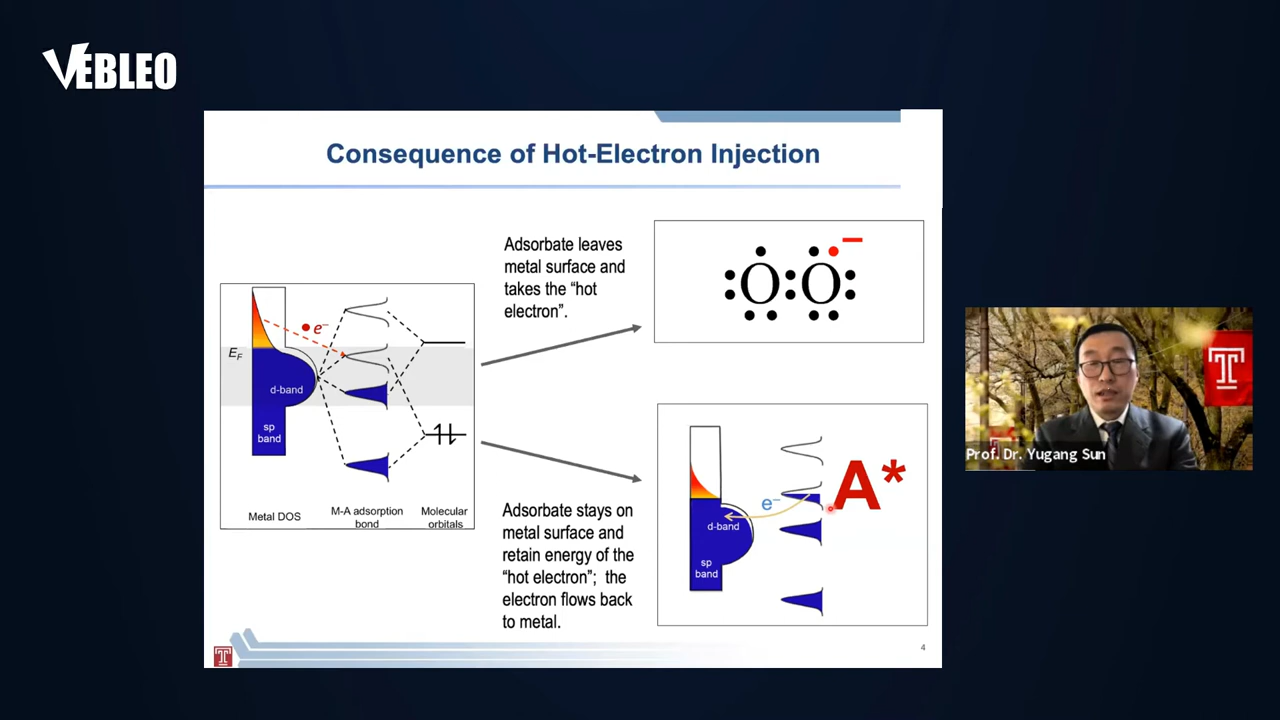 VEBLEO
Consequence of Hot-Electron Injection
Adsorbate leaves
metal surface and
takes the “hot
electron”.
O O
e–
EF
d-band
sp
band
Metal DOS
M-A adsorption
bond
Molecular
orbitals
Adsorbate stays on
metal surface and
retain energy of the
“hot electron”; the
electron flows back
to metal.
A*
e–
d-band
sp
band
4
T
T
Prof. Dr. Yugang Sun